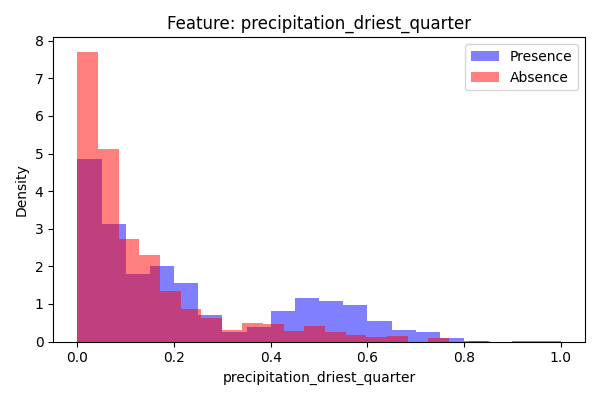 Feature: precipitation_driest_quarter
8
7
6
5
4
3
2
1
0
Density
Presence
Absence
0.0 0.2 0.4 0.6 0.8 1.0
precipitation_driest_quarter